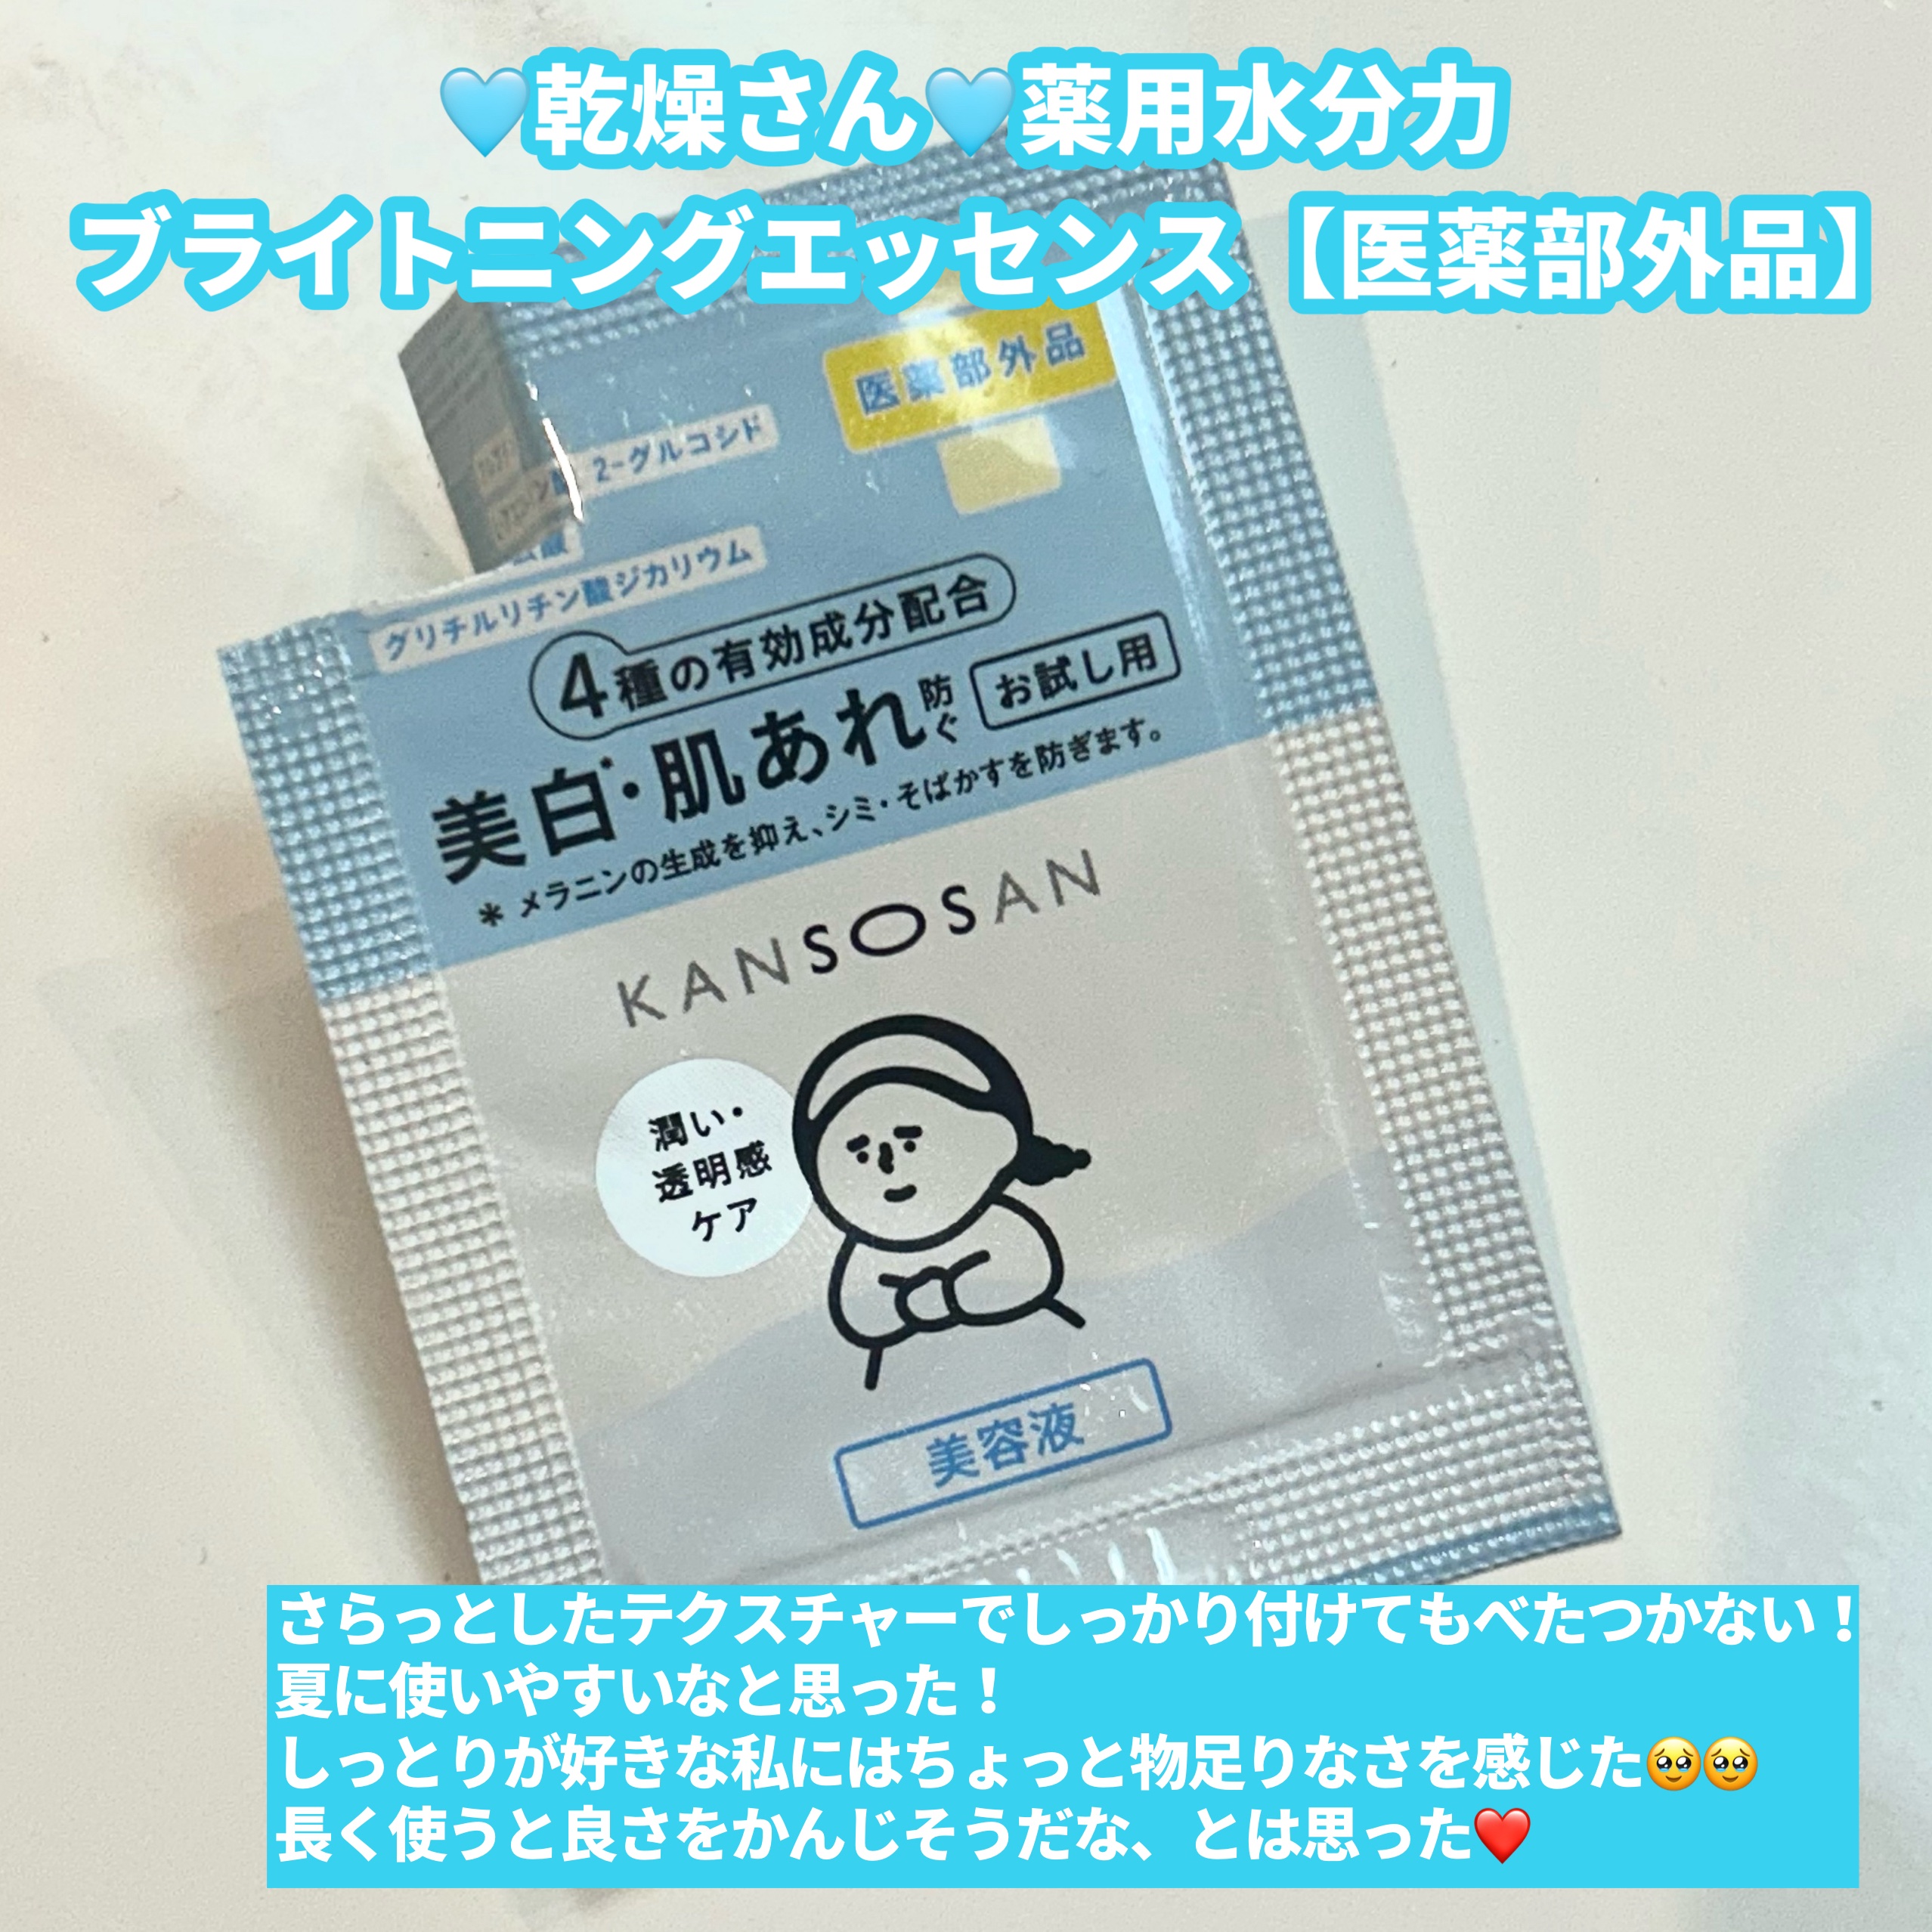 🩵乾燥さん🩵薬用水分力
ブライトニングエッセンス【医薬部外品】
医薬部外品
2-グルコシド
グリチルリチン酸ジカリウム
4種の有効成分配合
美白*・肌あれ防ぐ お試し用
* メラニンの生成を抑え、シミ・そばかすを防ぎます。
KANSOSAN
潤い・
透明感
ケア
美容液
さらっとしたテクスチャーでしっかり付けてもべたつかない！
夏に使いやすいなと思った！
しっとりが好きな私にはちょっと物足りなさを感じた🥹🥹
長く使うと良さをかんじそうだな、とは思った❤️